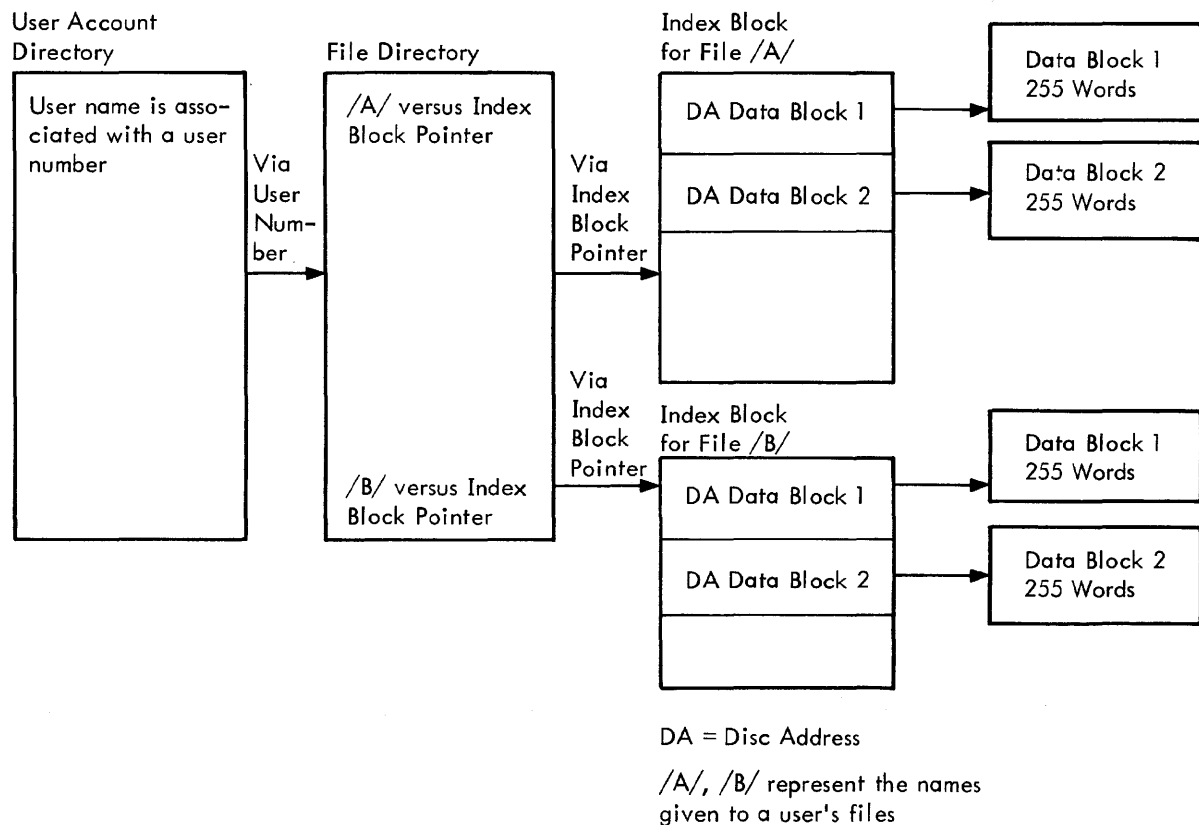 User Account
Directory
User name is asso-
ciated with a user
number
Via
User
Num-
ber
File Directory
/A/ versus Index
Block Pointer
/B/ versus Index
Block Pointer
Via
Index
Block
Pointer
Via
Index
Block
Pointer
Index Block
for File /A/
DA Data Block 1
DA Data Block 2
Data Block 1
255 Words
Data Block 2
255 Words
Index Block
for File /B/
DA Data Block 1
DA Data Block 2
Data Block 1
255 Words
Data Block 2
255 Words
DA = Disc Address
/A/, /B/ represent the names
given to a user's files